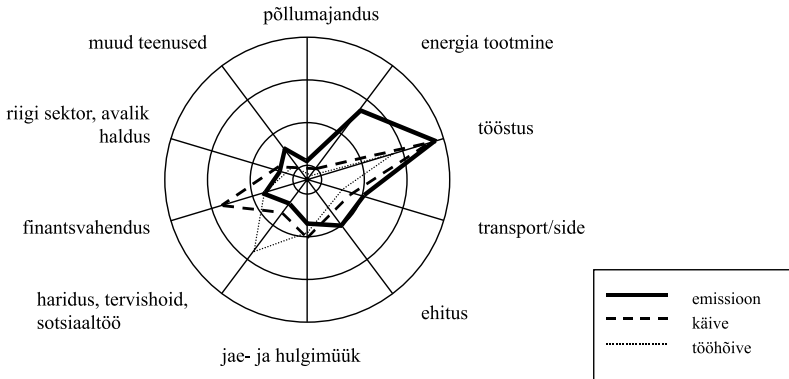 põllumajandus
muud teenused
energia tootmine
riigi sektor, avalik
haldus
tööstus
finantsvahendus
transport/side
haridus, tervishoid,
sotsiaaltöö
ehitus
jae- ja hulgimüük
emissioon
käive
tööhõive